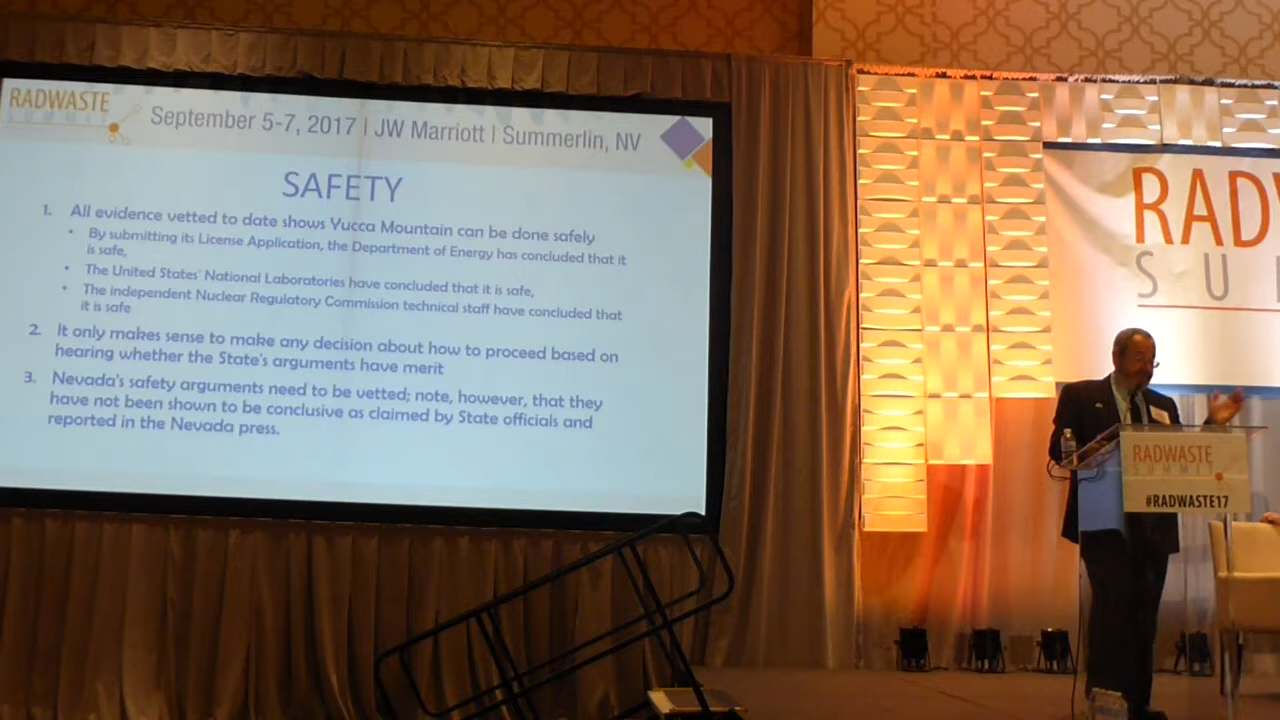 RADWASTE
SUMMIT
September 5-7, 2017 | JW Marriott | Summerlin, NV
SAFETY
1. All evidence vetted to date shows Yucca Mountain can be done safely
• By submitting its License Application, the Department of Energy has concluded that it
is safe,
• The United States' National Laboratories have concluded that it is safe,
• The independent Nuclear Regulatory Commission technical staff have concluded that
it is safe
2. It only makes sense to make any decision about how to proceed based on
hearing whether the State's arguments have merit
3. Nevada's safety arguments need to be vetted; note, however, that they
have not been shown to be conclusive as claimed by State officials and
reported in the Nevada press.
RADW
SU
RADWASTE
SUMMIT
#RADWASTE17